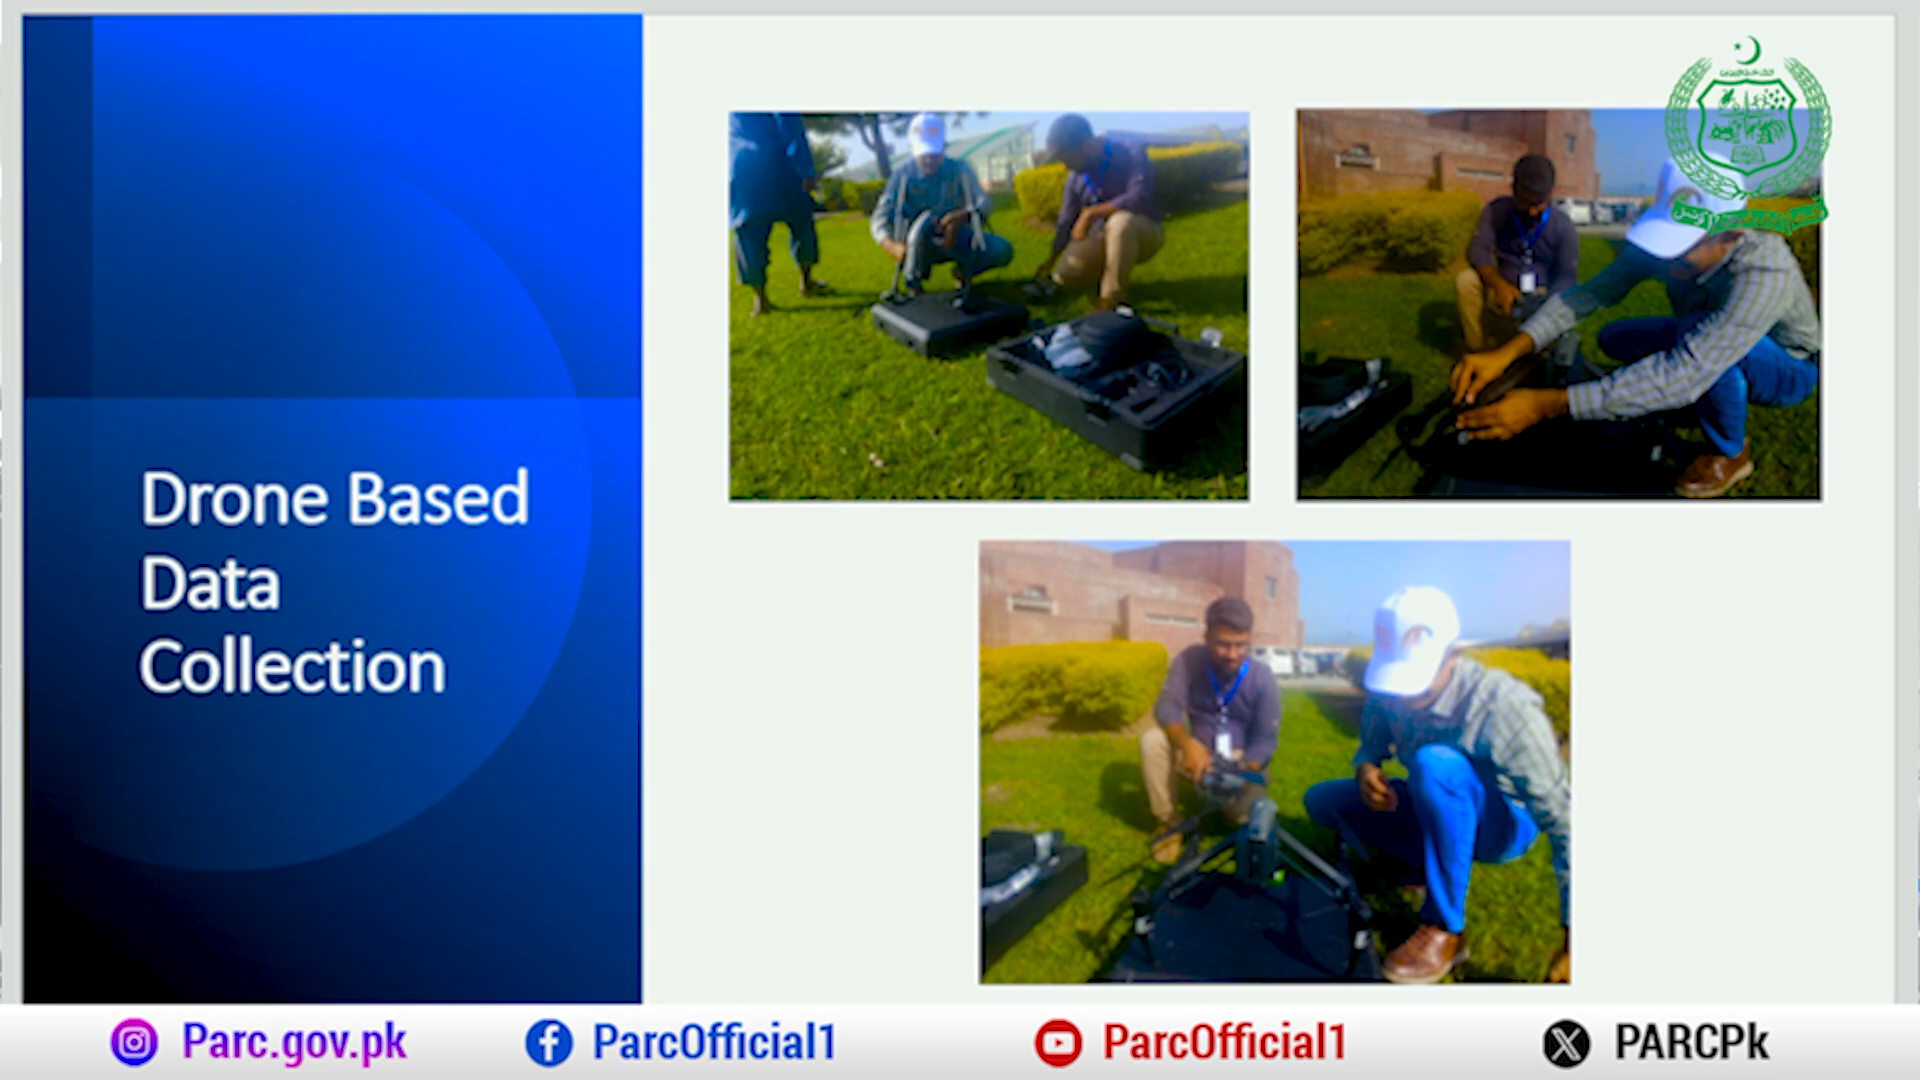 Drone Based
Data
Collection
Parc.gov.pk
ParcOfficial1
ParcOfficial1
PARCPk